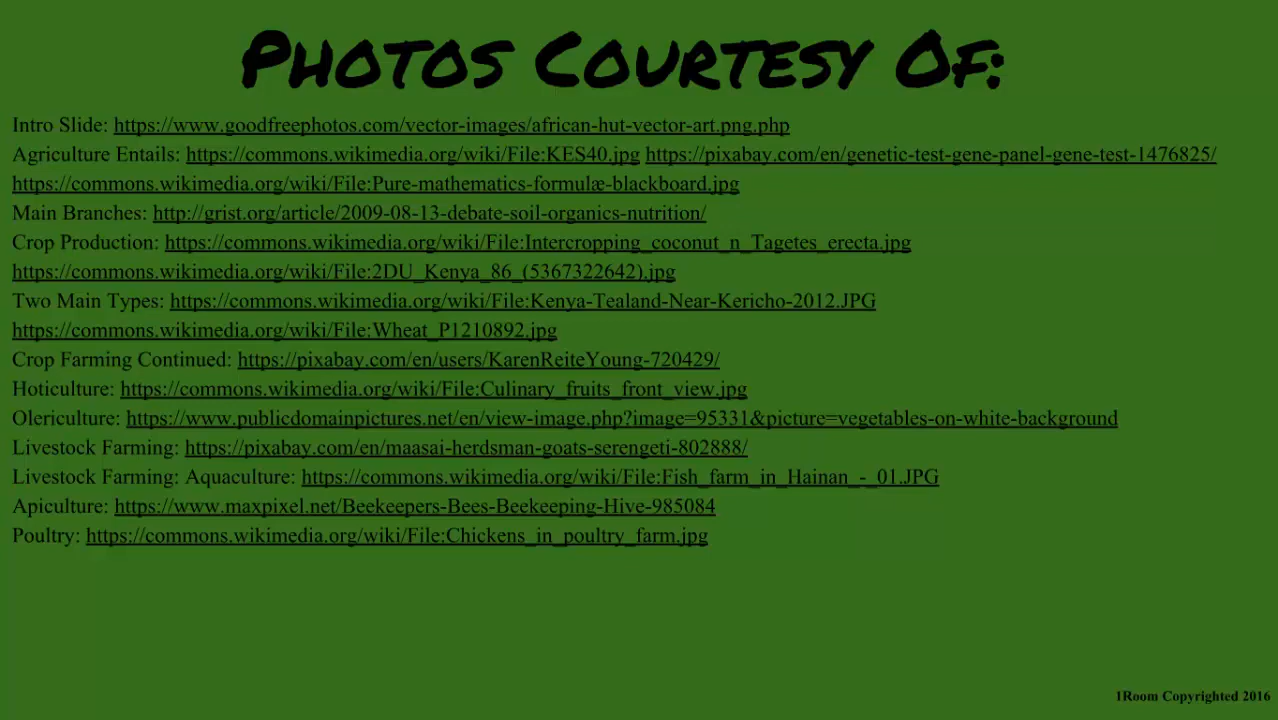 Photos Courtesy Of:
Intro Slide: https://www.goodfreephotos.com/vector-images/african-hut-vector-art.png.php
Agriculture Entails: https://commons.wikimedia.org/wiki/File:KES40.jpg https://pixabay.com/en/genetic-test-gene-panel-gene-test-1476825/
https://commons.wikimedia.org/wiki/File:Pure-mathematics-formulæ-blackboard.jpg
Main Branches: http://grist.org/article/2009-08-13-debate-soil-organics-nutrition/
Crop Production: https://commons.wikimedia.org/wiki/File:Intercropping_coconut_n_Tagetes_erecta.jpg
https://commons.wikimedia.org/wiki/File:2DU_Kenya_86_(5367322642).jpg
Two Main Types: https://commons.wikimedia.org/wiki/File:Kenya-Tealand-Near-Kericho-2012.JPG
https://commons.wikimedia.org/wiki/File:Wheat_P1210892.jpg
Crop Farming Continued: https://pixabay.com/en/users/KarenReiteYoung-720429/
Hoticulture: https://commons.wikimedia.org/wiki/File:Culinary_fruits_front_view.jpg
Olericulture: https://www.publicdomainpictures.net/en/view-image.php?image=95331&picture=vegetables-on-white-background
Livestock Farming: https://pixabay.com/en/maasai-herdsman-goats-serengeti-802888/
Livestock Farming: Aquaculture: https://commons.wikimedia.org/wiki/File:Fish_farm_in_Hainan_-_01.JPG
Apiculture: https://www.maxpixel.net/Beekeepers-Bees-Beekeeping-Hive-985084
Poultry: https://commons.wikimedia.org/wiki/File:Chickens_in_poultry_farm.jpg
1Room Copyrighted 2016